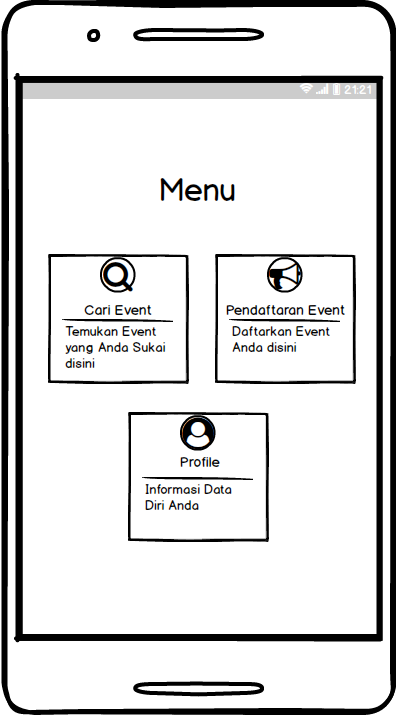 21:21
Menu
Cari Event
Temukan Event
yang Anda Sukai
disini
Pendaftaran Event
Daftarkan Event
Anda disini
Profile
Informasi Data
Diri Anda